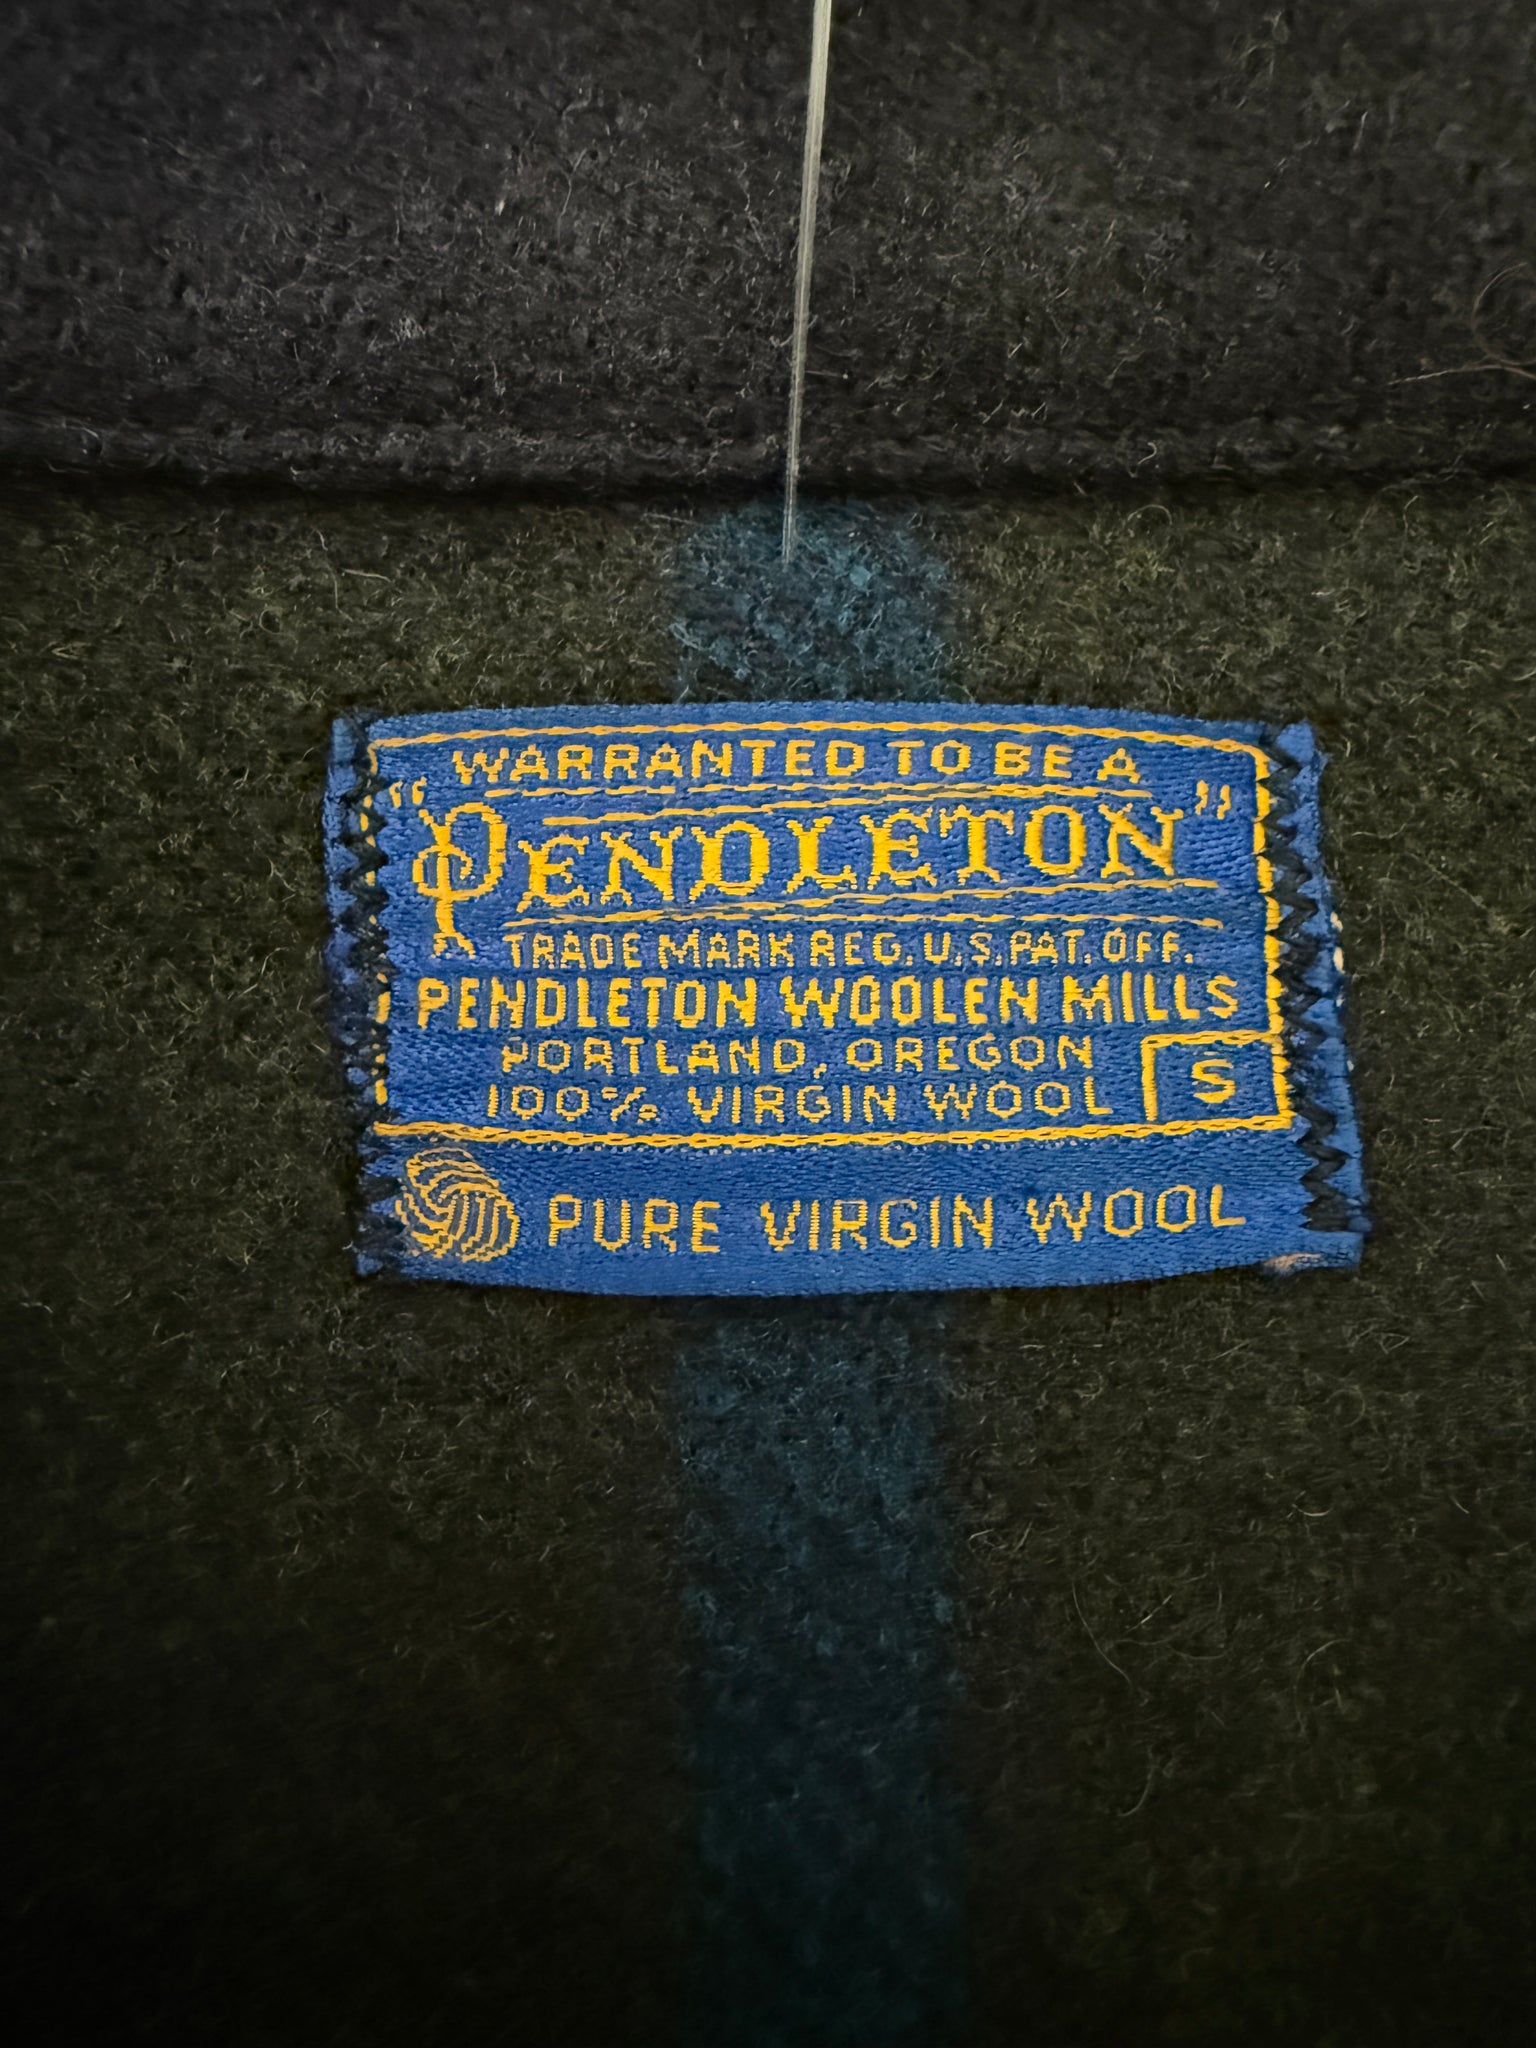 WARRANTED TO BE A
"PENDLETON"
TRADE MARK REG. U.S. PAT. OFF.
PENDLETON WOOLEN MILLS
PORTLAND, OREGON
100% VIRGIN WOOL
S
PURE VIRGIN WOOL